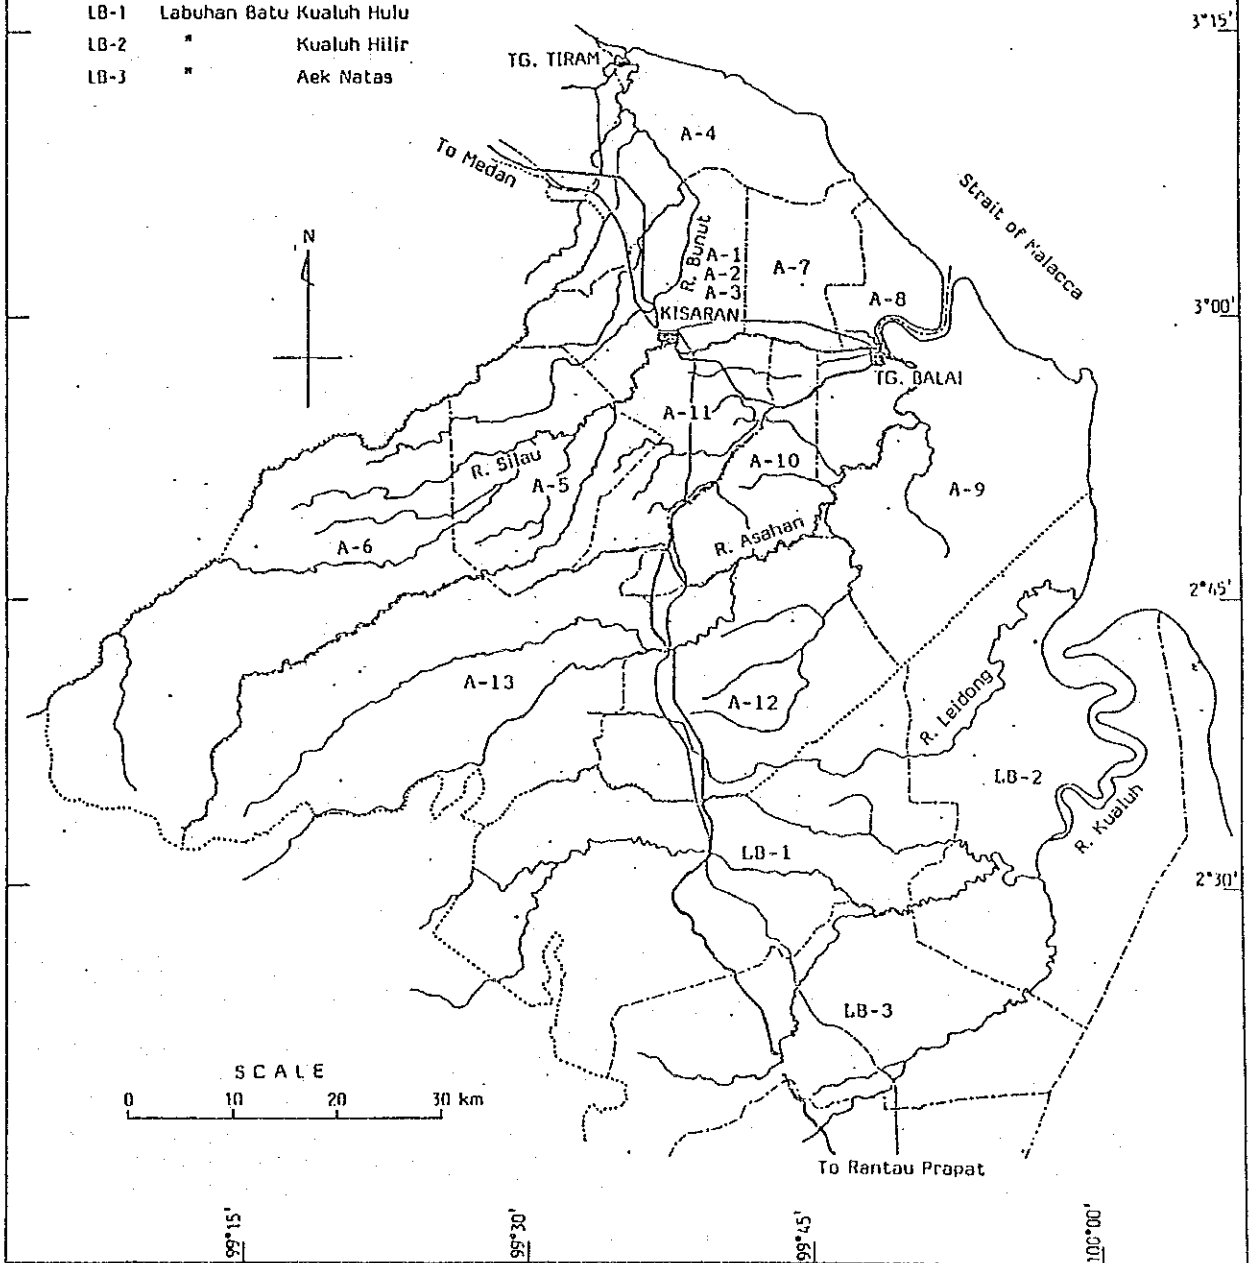 LB-1 Labuhan Batu Kualuh Hulu
LB-2 " Kualuh Hilir
LB-3 " Aek Natas
3°15'
TG. TIRAM
A-4
To Medan
Strait of Malacca
N
R. Bunut
A-1
A-2
A-3
A-7
A-8
KISARAN
3°00'
TG. BALAI
A-11
R. Silau
A-5
A-10
A-9
A-6
R. Asahan
2°45'
A-13
A-12
R. Leidong
LB-2
R. Kualuh
LB-1
2°30'
LB-3
SCALE
0 10 20 30 km
To Rantau Prapat
99°15'
99°30'
99°45'
100°00'